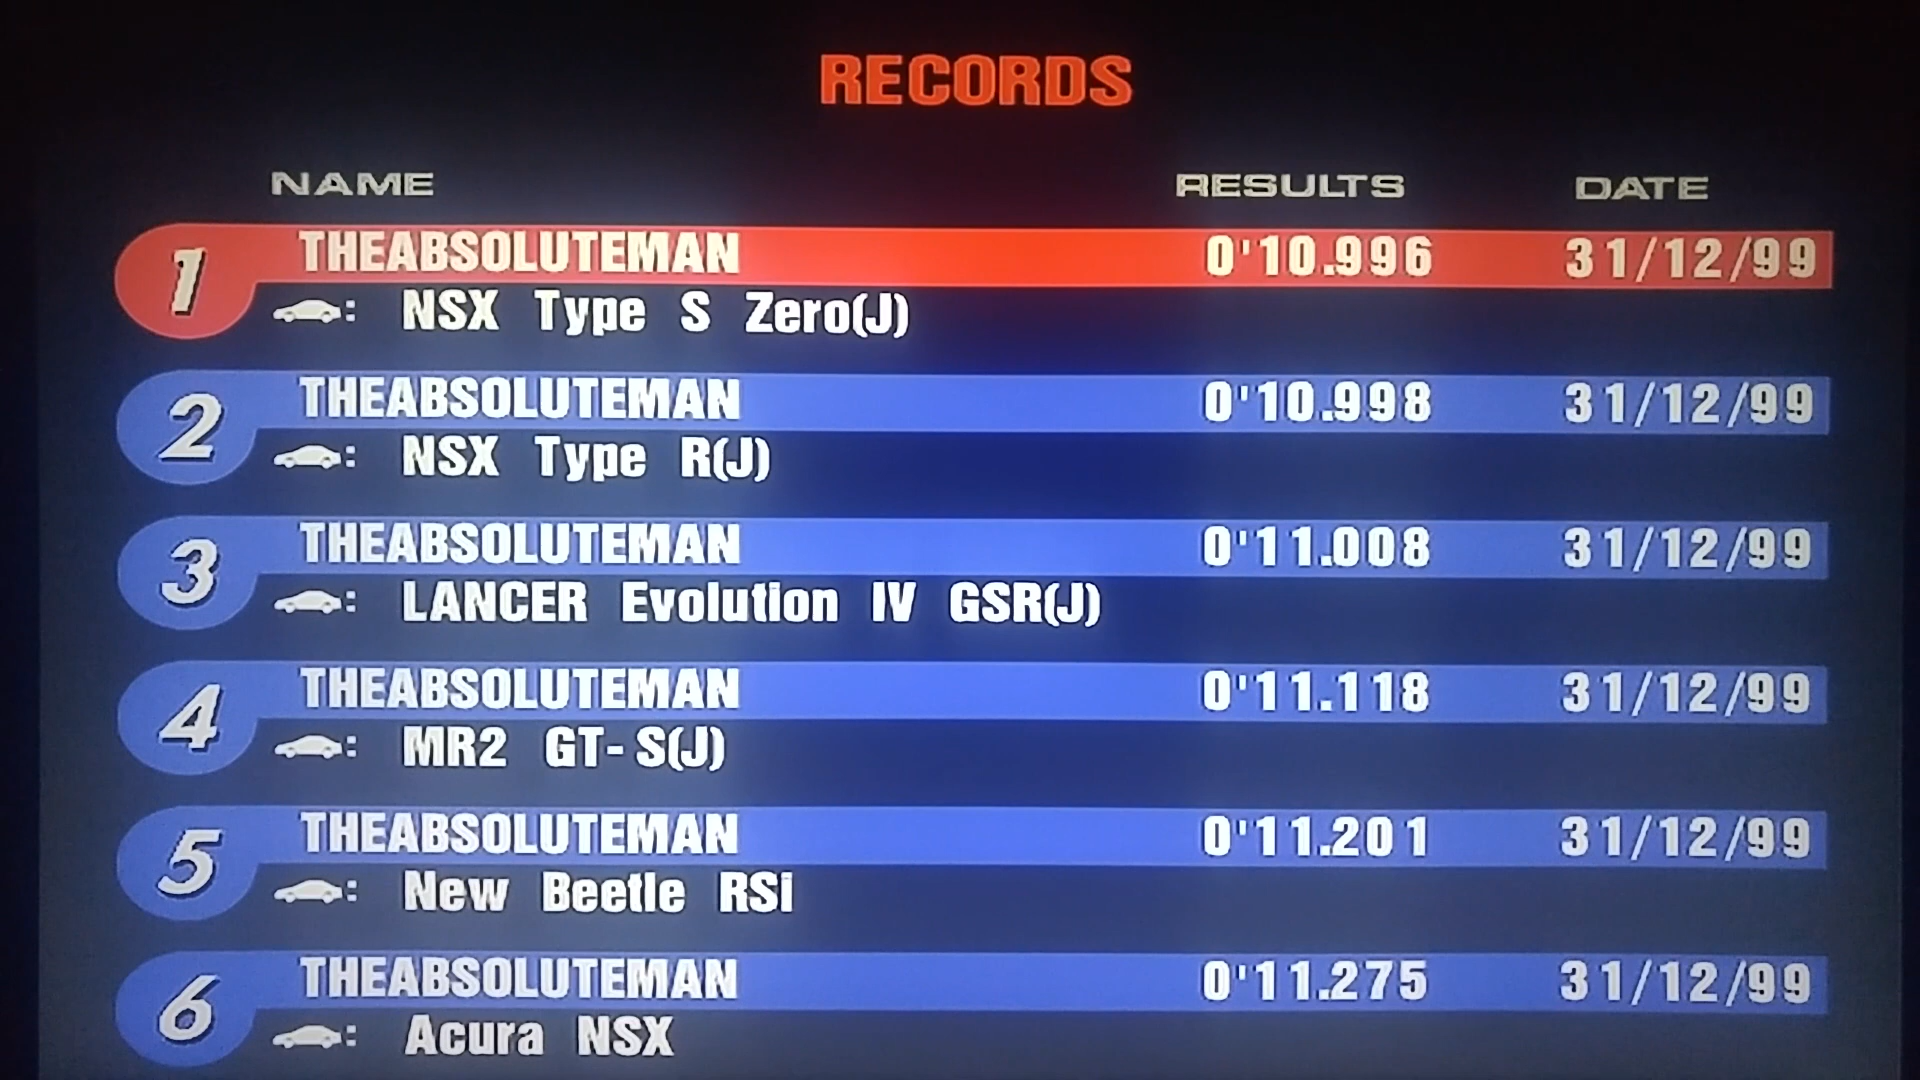 RECORDS
NAME RESULTS DATE
1 THEABSOLUTEMAN 0'10.996 31/12/99
: NSX Type S Zero(J)
2 THEABSOLUTEMAN 0'10.998 31/12/99
: NSX Type R(J)
3 THEABSOLUTEMAN 0'11.008 31/12/99
: LANCER Evolution IV GSR(J)
4 THEABSOLUTEMAN 0'11.118 31/12/99
: MR2 GT-S(J)
5 THEABSOLUTEMAN 0'11.201 31/12/99
: New Beetle RSi
6 THEABSOLUTEMAN 0'11.275 31/12/99
: Acura NSX